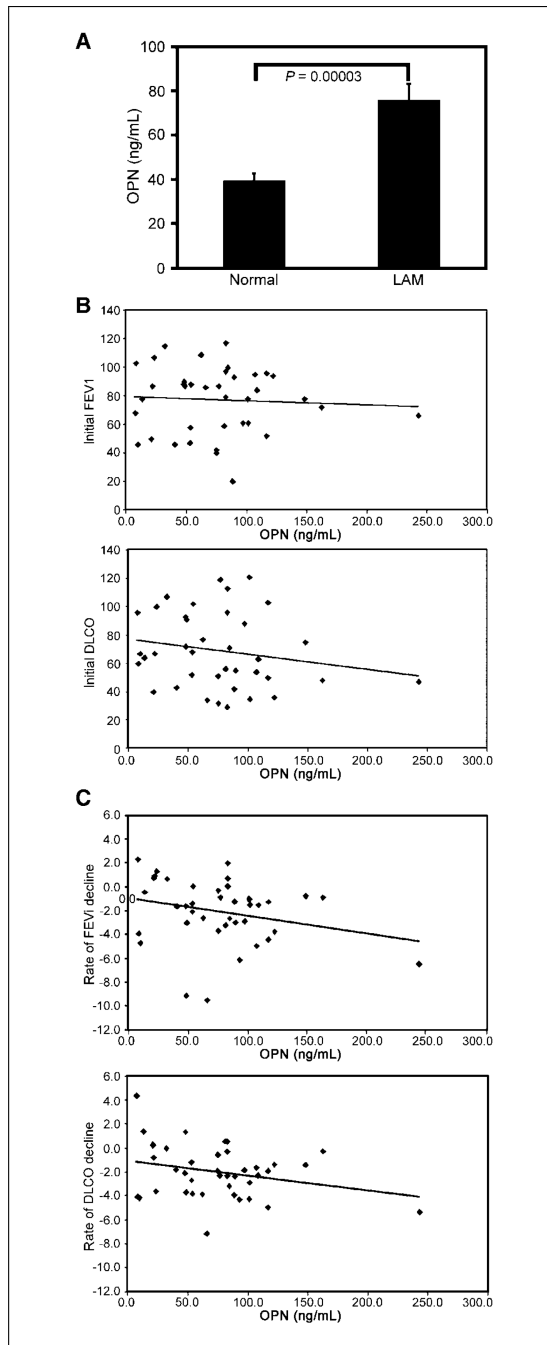 A
100
80
60
40
20
0
OPN (ng/mL)
P = 0.00003
Normal LAM
B
140
120
100
80
60
40
20
0
Initial FEV1
0.0 50.0 100.0 150.0 200.0 250.0 300.0
OPN (ng/mL)
140
120
100
80
60
40
20
0
Initial DLCO
0.0 50.0 100.0 150.0 200.0 250.0 300.0
OPN (ng/mL)
C
6.0
4.0
2.0
0.0
0.0
-2.0
-4.0
-6.0
-8.0
-10.0
-12.0
Rate of FEVi decline
0.0 50.0 100.0 150.0 200.0 250.0 300.0
OPN (ng/mL)
6.0
4.0
2.0
0.0
-2.0
-4.0
-6.0
-8.0
-10.0
-12.0
Rate of DLCO decline
0.0 50.0 100.0 150.0 200.0 250.0 300.0
OPN (ng/mL)